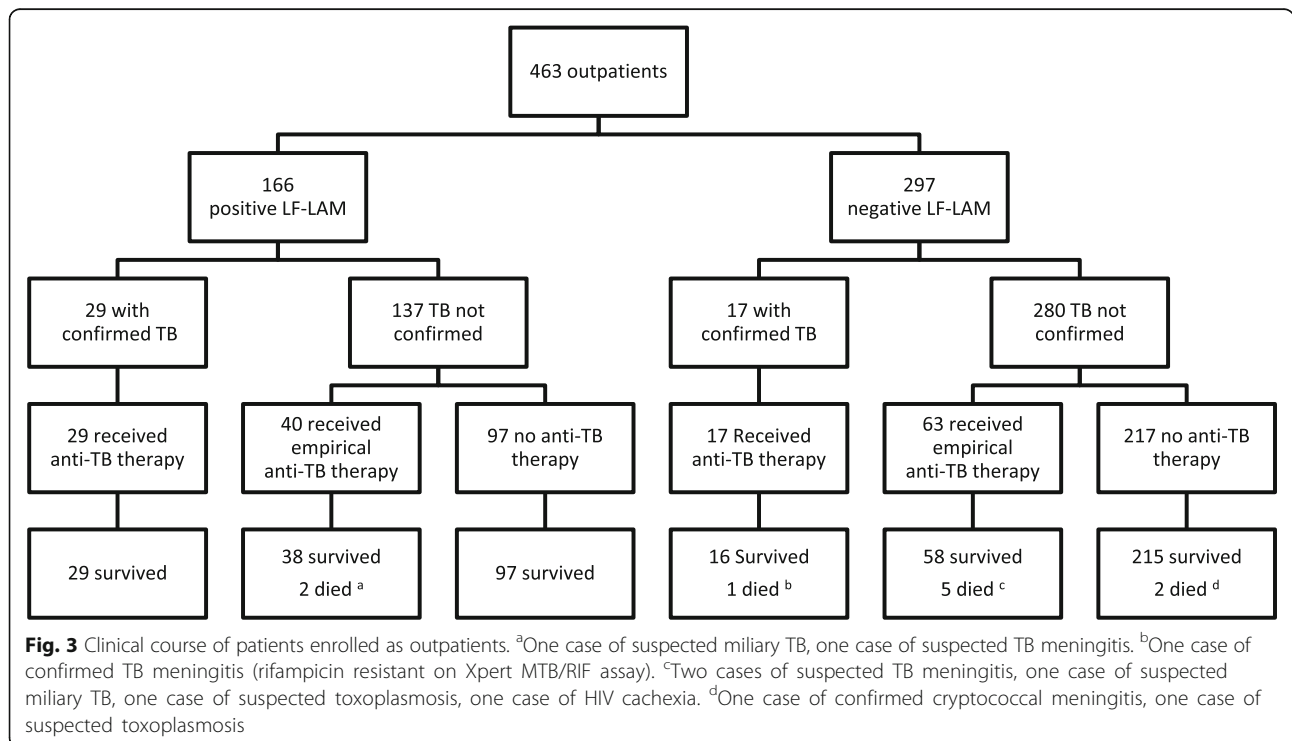 463 outpatients
166
positive LF-LAM
297
negative LF-LAM
29 with
confirmed TB
137 TB not
confirmed
17 with
confirmed TB
280 TB not
confirmed
29 received
anti-TB therapy
40 received
empirical
anti-TB therapy
97 no anti-TB
therapy
17 Received
anti-TB therapy
63 received
empirical
anti-TB therapy
217 no anti-TB
therapy
29 survived
38 survived
2 died a
97 survived
16 Survived
1 died b
58 survived
5 died c
215 survived
2 died d
Fig. 3 Clinical course of patients enrolled as outpatients. aOne case of suspected miliary TB, one case of suspected TB meningitis. bOne case of
confirmed TB meningitis (rifampicin resistant on Xpert MTB/RIF assay). cTwo cases of suspected TB meningitis, one case of suspected
miliary TB, one case of suspected toxoplasmosis, one case of HIV cachexia. dOne case of confirmed cryptococcal meningitis, one case of
suspected toxoplasmosis